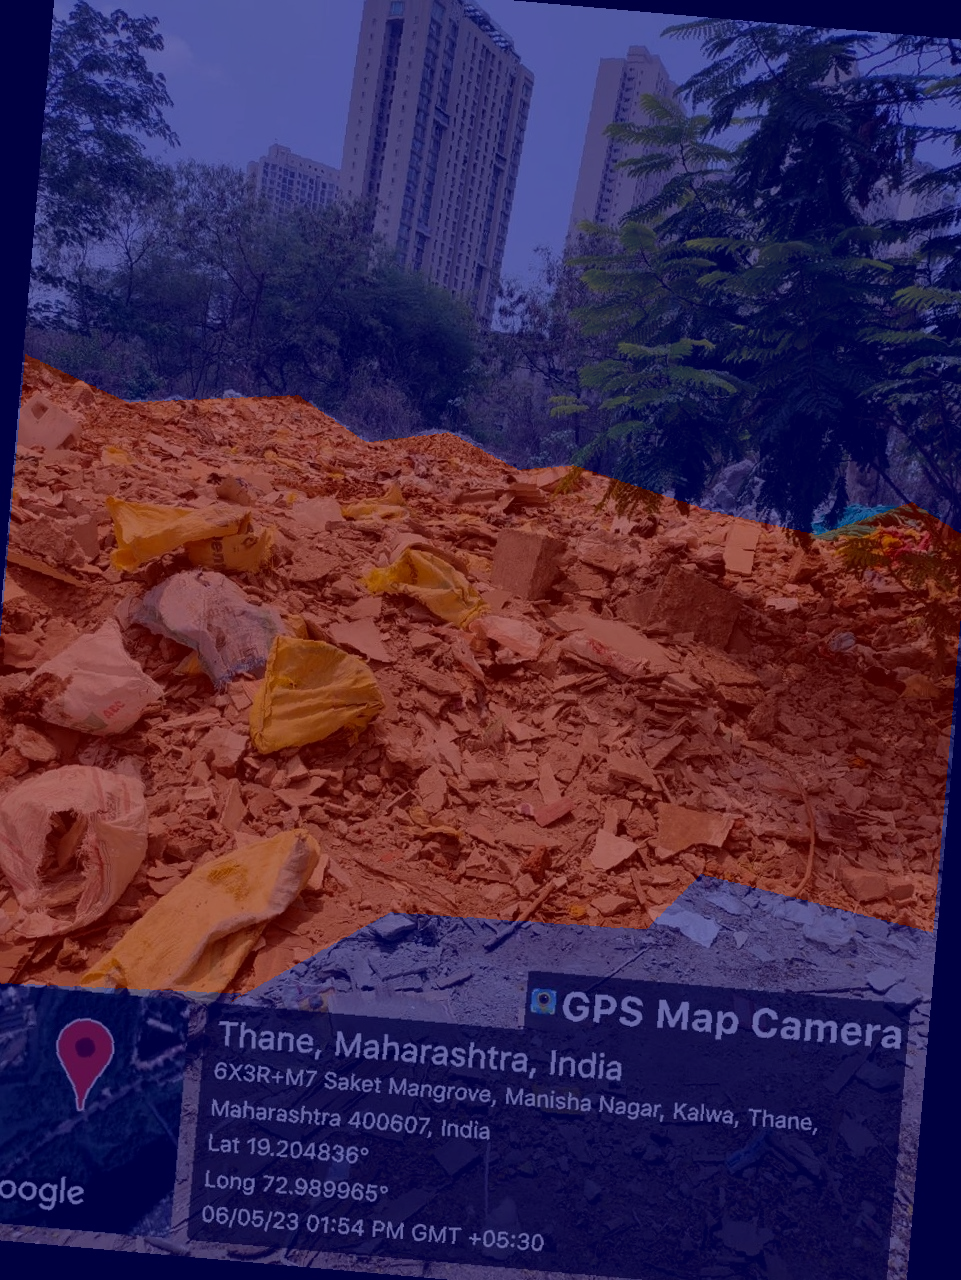 GPS Map Camera
Thane, Maharashtra, India
6X3R+M7 Saket Mangrove, Manisha Nagar, Kalwa, Thane,
Maharashtra 400607, India
Lat 19.204836°
Long 72.989965°
06/05/23 01:54 PM GMT +05:30
oogle
ABC